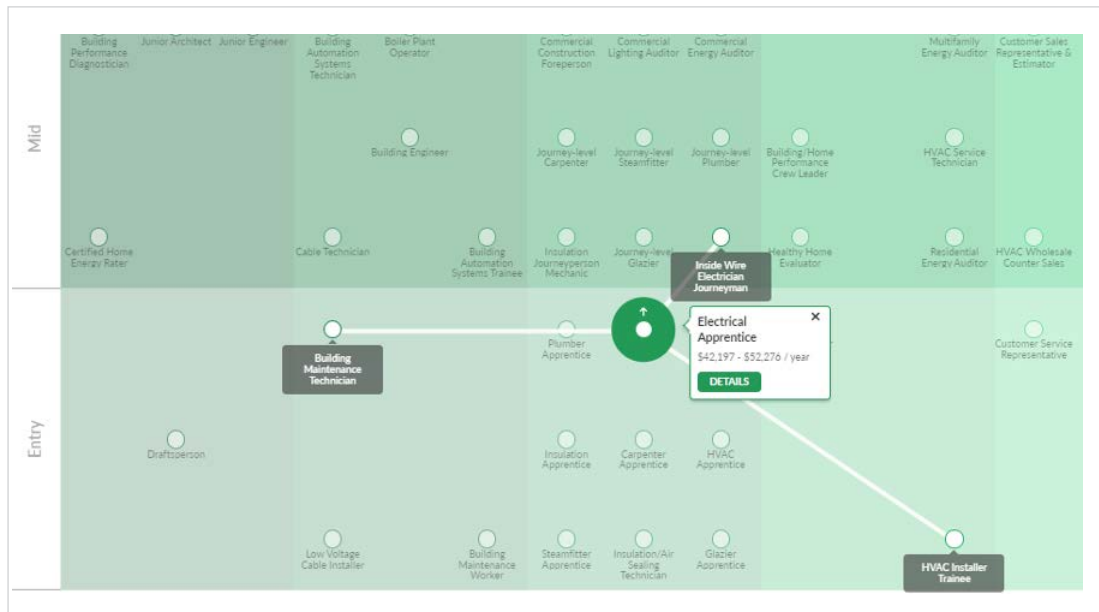 Building
Performance
Diagnostician
Junior Architect
Junior Engineer
Building
Automation
Systems
Technician
Boiler Plant
Operator
Commercial
Construction
Foreperson
Commercial
Lighting Auditor
Commercial
Energy Auditor
Multifamily
Energy Auditor
Customer Sales
Representative &
Estimator
Mid
Building Engineer
Journey-level
Carpenter
Journey-level
Steamfitter
Journey-level
Plumber
Building/Home
Performance
Crew Leader
HVAC Service
Technician
Certified Home
Energy Rater
Cable Technician
Building
Automation
Systems Trainee
Insulation
Journeyperson
Mechanic
Journey-level
Glazier
Inside Wire
Electrician
Journeyman
Healthy Home
Evaluator
Residential
Energy Auditor
HVAC Wholesale
Counter Sales
Entry
Building
Maintenance
Technician
Plumber
Apprentice
Electrical
Apprentice
$42,197 - $52,276 / year
DETAILS
Customer Service
Representative
Draftsperson
Insulation
Apprentice
Carpenter
Apprentice
HVAC
Apprentice
Low Voltage
Cable Installer
Building
Maintenance
Worker
Steamfitter
Apprentice
Insulation/Air
Sealing
Technician
Glazier
Apprentice
HVAC Installer
Trainee